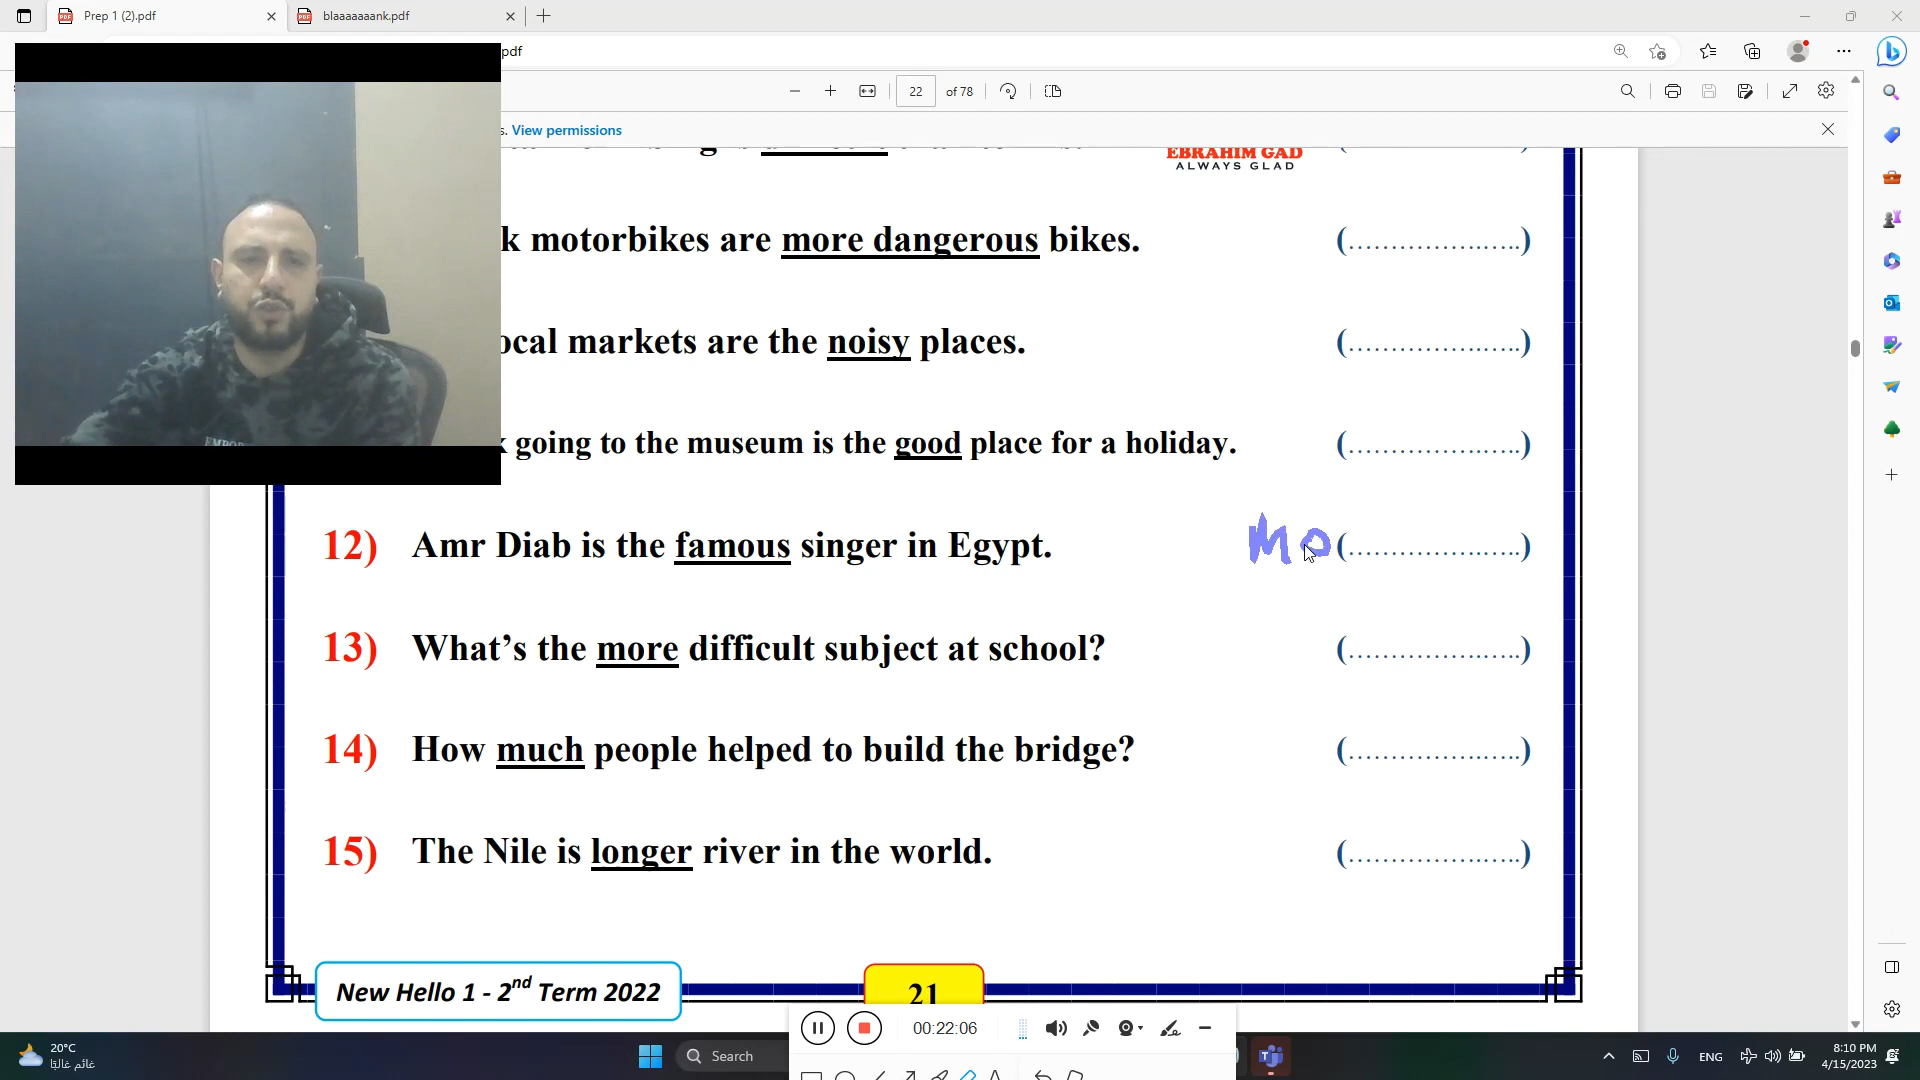 Prep 1 (2).pdf
blaaaaaaank.pdf
pdf
22 of 78
s. View permissions
EBRAHIM GAD
ALWAYS GLAD
k motorbikes are more dangerous bikes. (.........................)
ocal markets are the noisy places. (.........................)
k going to the museum is the good place for a holiday. (.........................)
12) Amr Diab is the famous singer in Egypt. Mo (.........................)
13) What's the more difficult subject at school? (.........................)
14) How much people helped to build the bridge? (.........................)
15) The Nile is longer river in the world. (.........................)
New Hello 1 - 2nd Term 2022
21
00:22:06
20°C
غائم غالبًا
Search
ENG
8:10 PM
4/15/2023